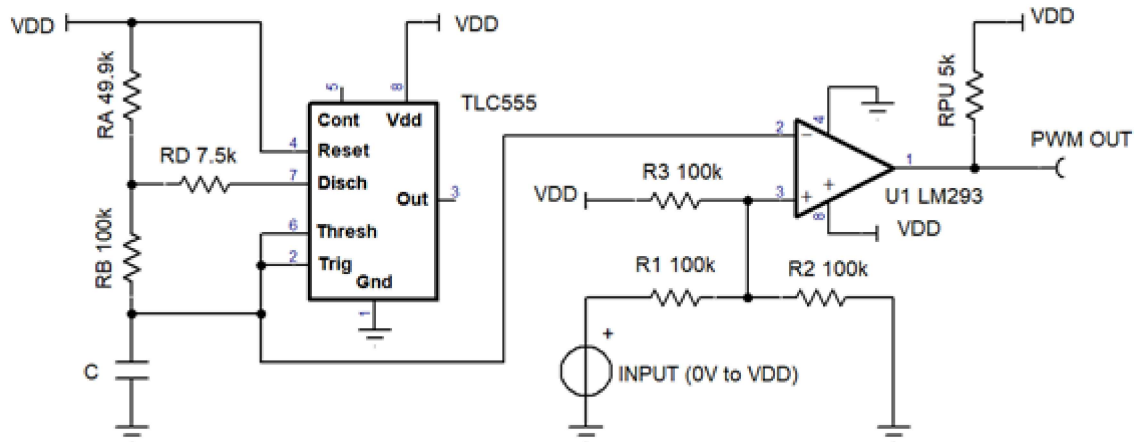 VDD
VDD
VDD
RA 49.9k
5
8
TLC555
RPU 5k
Cont
Vdd
4
Reset
2
4
1
PWM OUT
RD 7.5k
7
Disch
R3 100k
Out
3
VDD
3
U1 LM293
8
VDD
RB 100k
6
Thresh
2
Trig
Gnd
1
R1 100k
R2 100k
+
C
INPUT (0V to VDD)